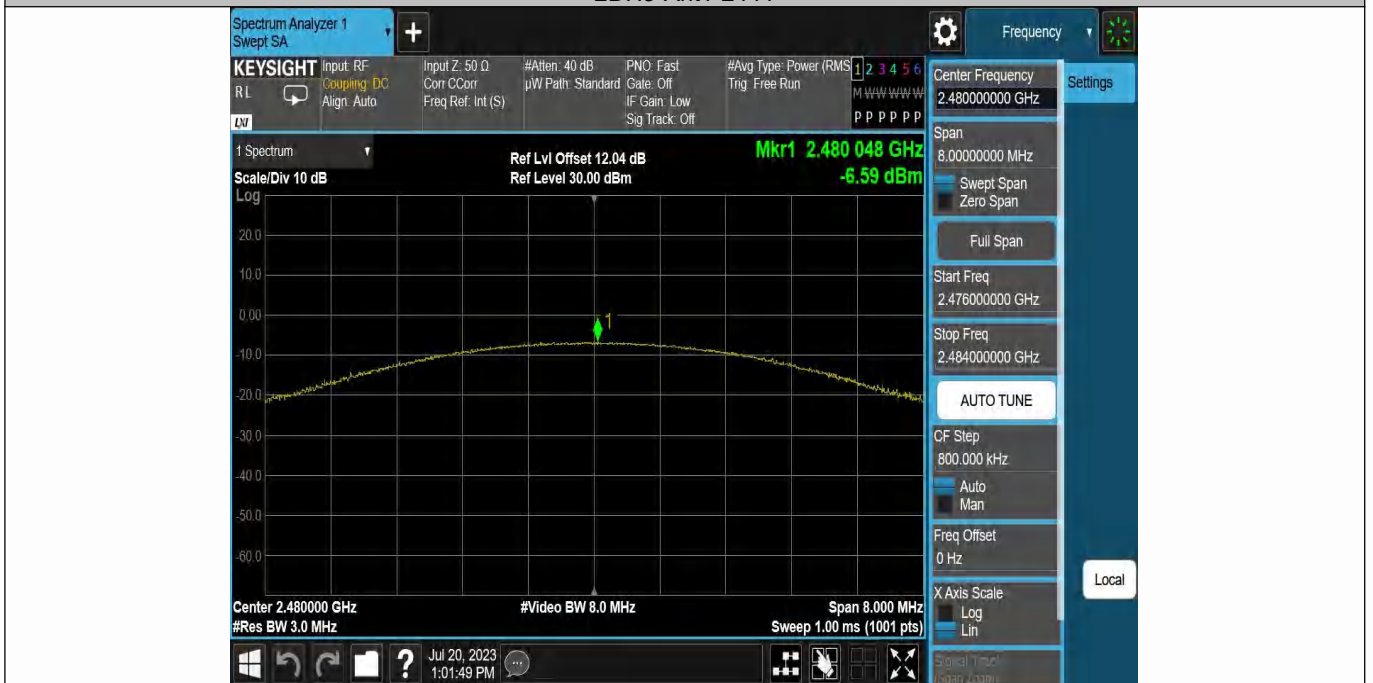 Spectrum Analyzer 1
Swept SA
+
Frequency
KEYSIGHT
RL
LXI
Input: RF
Coupling: DC
Align: Auto
Input Z: 50 Ω
Corr CCorr
Freq Ref: Int (S)
#Atten: 40 dB
µW Path: Standard
PNO: Fast
Gate: Off
IF Gain: Low
Sig Track: Off
#Avg Type: Power (RMS
Trig: Free Run
1 2 3 4 5 6
M W W W W W
P P P P P P
Center Frequency
2.480000000 GHz
Settings
1 Spectrum
Scale/Div 10 dB
Ref Lvl Offset 12.04 dB
Ref Level 30.00 dBm
Mkr1 2.480 048 GHz
-6.59 dBm
Span
8.00000000 MHz
Swept Span
Zero Span
Full Span
Start Freq
2.476000000 GHz
Stop Freq
2.484000000 GHz
AUTO TUNE
CF Step
800.000 kHz
Auto
Man
Freq Offset
0 Hz
X Axis Scale
Log
Lin
Local
Log
20.0
10.0
0.00
1
-10.0
-20.0
-30.0
-40.0
-50.0
-60.0
Center 2.480000 GHz
#Video BW 8.0 MHz
Span 8.000 MHz
#Res BW 3.0 MHz
Sweep 1.00 ms (1001 pts)
?
Jul 20, 2023
1:01:49 PM
Signal Track
(Span Zoom)